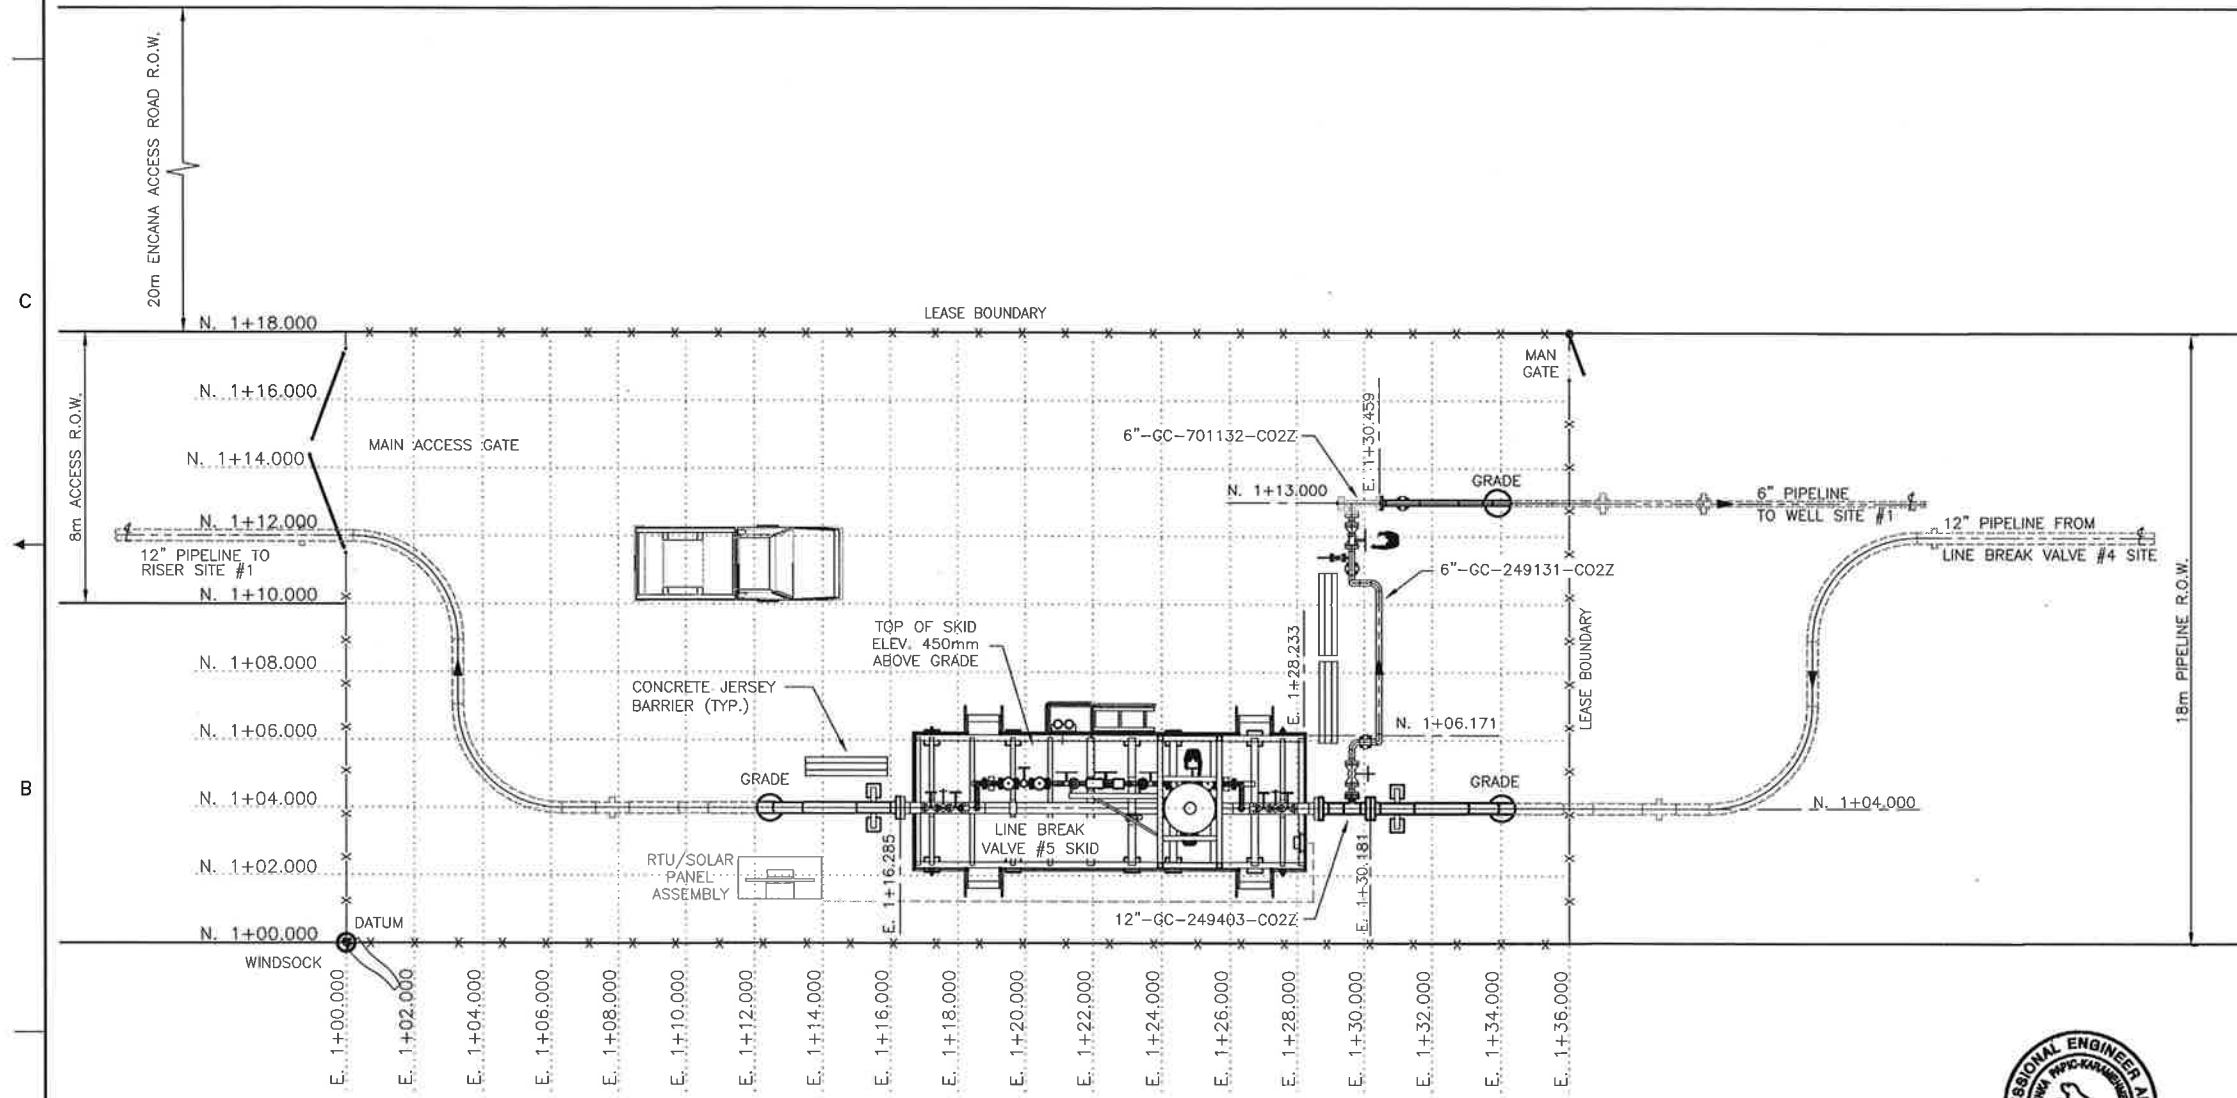 20m ENCANA ACCESS ROAD R.O.W.
C
N. 1+18.000
LEASE BOUNDARY
MAN
GATE
N. 1+16.000
8m ACCESS R.O.W.
MAIN ACCESS GATE
N. 1+14.000
6"-GC-701132-CO2Z
E. 1+30.459
N. 1+13.000
GRADE
6" PIPELINE
TO WELL SITE #1
N. 1+12.000
12" PIPELINE TO
RISER SITE #1
12" PIPELINE FROM
LINE BREAK VALVE #4 SITE
6"-GC-249131-CO2Z
N. 1+10.000
18m PIPELINE R.O.W.
TOP OF SKID
ELEV. 450mm
ABOVE GRADE
E. 1+28.233
LEASE BOUNDARY
N. 1+08.000
CONCRETE JERSEY
BARRIER (TYP.)
N. 1+06.171
N. 1+06.000
B
GRADE
GRADE
N. 1+04.000
N. 1+04.000
LINE BREAK
VALVE #5 SKID
RTU/SOLAR
PANEL
ASSEMBLY
E. 1+16.285
E. 1+30.181
N. 1+02.000
12"-GC-249403-CO2Z
DATUM
N. 1+00.000
WINDSOCK
E. 1+00.000
E. 1+02.000
E. 1+04.000
E. 1+06.000
E. 1+08.000
E. 1+10.000
E. 1+12.000
E. 1+14.000
E. 1+16.000
E. 1+18.000
E. 1+20.000
E. 1+22.000
E. 1+24.000
E. 1+26.000
E. 1+28.000
E. 1+30.000
E. 1+32.000
E. 1+34.000
E. 1+36.000
ENGINEER